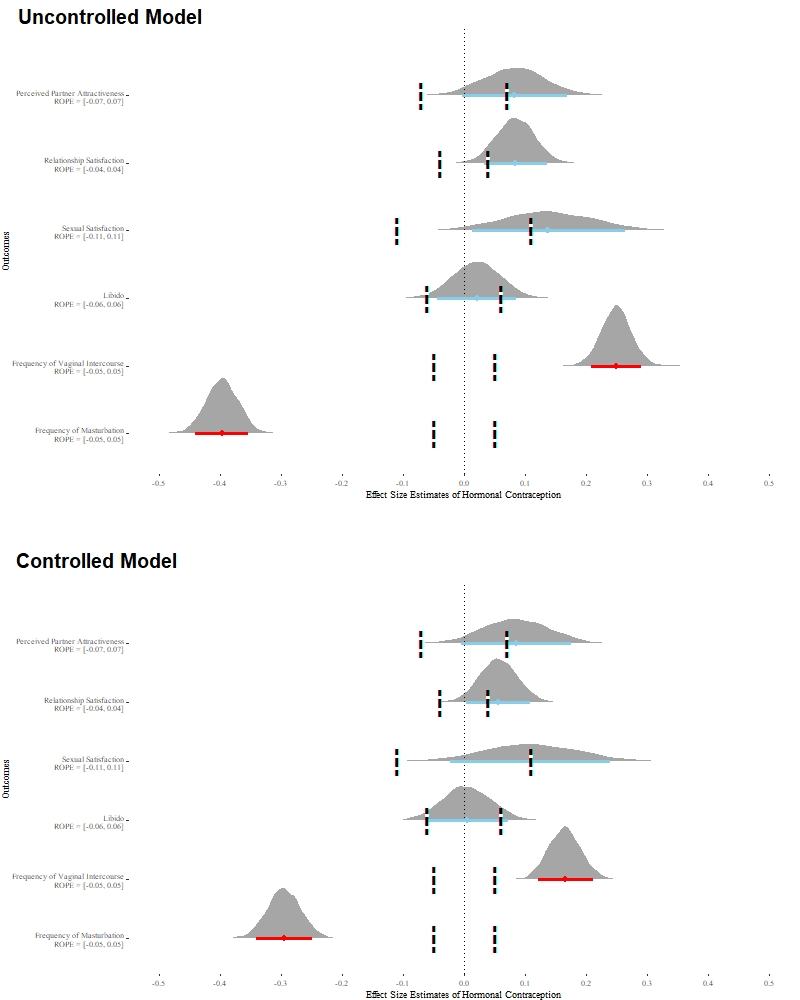 Uncontrolled Model
Perceived Partner Attractiveness
ROPE = [-0.07, 0.07]
Relationship Satisfaction
ROPE = [-0.04, 0.04]
Sexual Satisfaction
ROPE = [-0.11, 0.11]
Libido
ROPE = [-0.06, 0.06]
Frequency of Vaginal Intercourse
ROPE = [-0.05, 0.05]
Frequency of Masturbation
ROPE = [-0.05, 0.05]
Outcomes
-0.5 -0.4 -0.3 -0.2 -0.1 0.0 0.1 0.2 0.3 0.4 0.5
Effect Size Estimates of Hormonal Contraception
Controlled Model
Perceived Partner Attractiveness
ROPE = [-0.07, 0.07]
Relationship Satisfaction
ROPE = [-0.04, 0.04]
Sexual Satisfaction
ROPE = [-0.11, 0.11]
Libido
ROPE = [-0.06, 0.06]
Frequency of Vaginal Intercourse
ROPE = [-0.05, 0.05]
Frequency of Masturbation
ROPE = [-0.05, 0.05]
Outcomes
-0.5 -0.4 -0.3 -0.2 -0.1 0.0 0.1 0.2 0.3 0.4 0.5
Effect Size Estimates of Hormonal Contraception